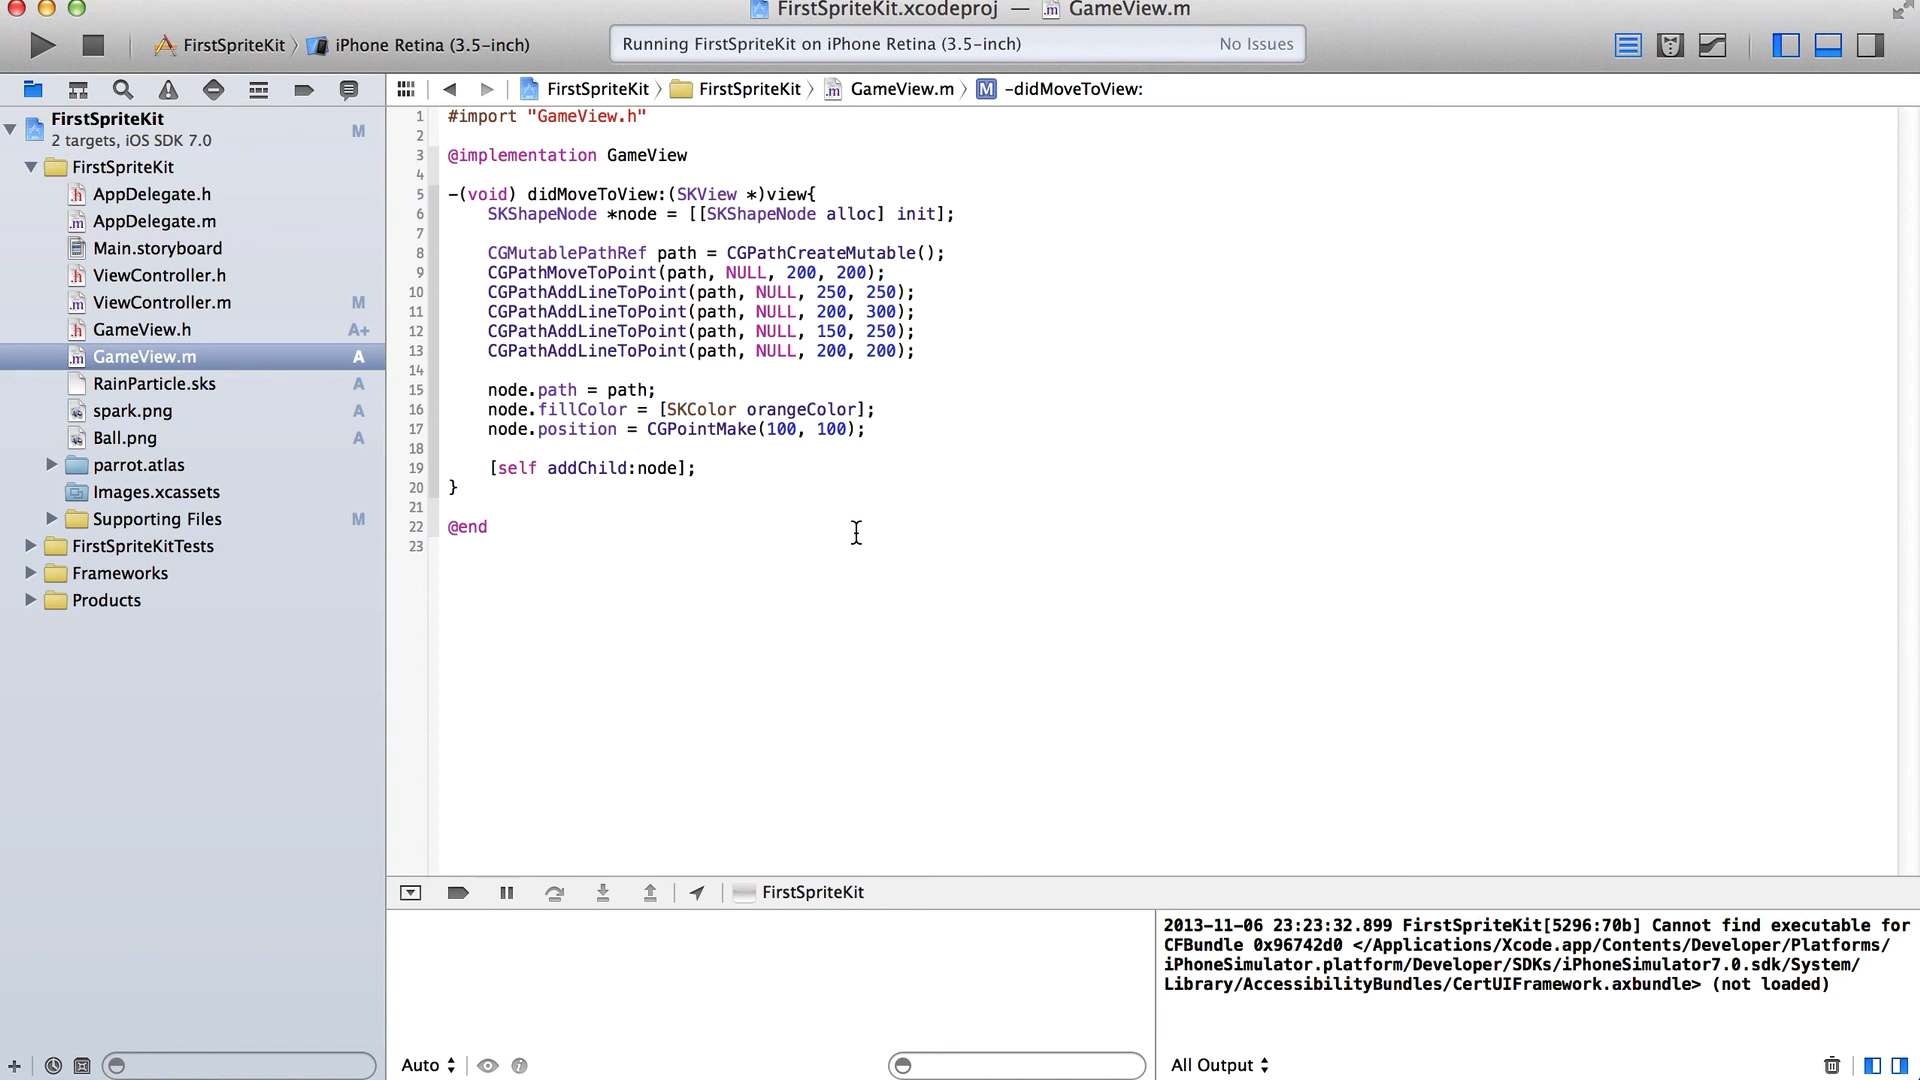 FirstSpriteKit.xcodeproj — GameView.m
FirstSpriteKit
iPhone Retina (3.5-inch)
Running FirstSpriteKit on iPhone Retina (3.5-inch)
No Issues
FirstSpriteKit
FirstSpriteKit
GameView.m
M
-didMoveToView:
FirstSpriteKit
M
2 targets, iOS SDK 7.0
FirstSpriteKit
AppDelegate.h
AppDelegate.m
Main.storyboard
ViewController.h
ViewController.m M
GameView.h A+
GameView.m A
RainParticle.sks A
spark.png A
Ball.png A
parrot.atlas
Images.xcassets
Supporting Files M
FirstSpriteKitTests
Frameworks
Products
1 #import "GameView.h"
2
3 @implementation GameView
4
5 -(void) didMoveToView:(SKView *)view{
6 SKShapeNode *node = [[SKShapeNode alloc] init];
7
8 CGMutablePathRef path = CGPathCreateMutable();
9 CGPathMoveToPoint(path, NULL, 200, 200);
10 CGPathAddLineToPoint(path, NULL, 250, 250);
11 CGPathAddLineToPoint(path, NULL, 200, 300);
12 CGPathAddLineToPoint(path, NULL, 150, 250);
13 CGPathAddLineToPoint(path, NULL, 200, 200);
14
15 node.path = path;
16 node.fillColor = [SKColor orangeColor];
17 node.position = CGPointMake(100, 100);
18
19 [self addChild:node];
20 }
21
22 @end
23
FirstSpriteKit
2013-11-06 23:23:32.899 FirstSpriteKit[5296:70b] Cannot find executable for
CFBundle 0x96742d0 </Applications/Xcode.app/Contents/Developer/Platforms/
iPhoneSimulator.platform/Developer/SDKs/iPhoneSimulator7.0.sdk/System/
Library/AccessibilityBundles/CertUIFramework.axbundle> (not loaded)
Auto
All Output